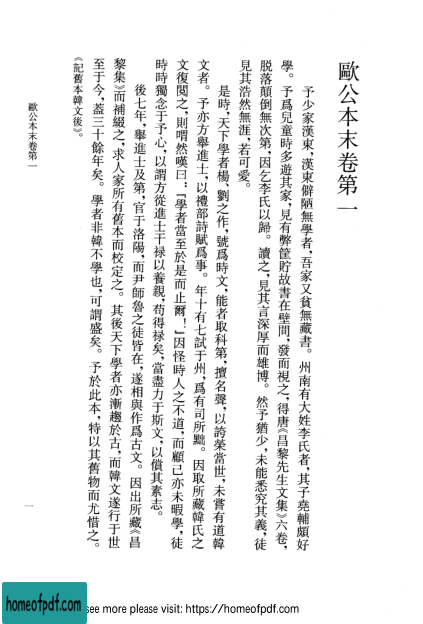 歐公本末卷第一
予少家漢東，漢東僻陋無學者，吾家又貧無藏書。州南有大姓李氏者，其子堯輔頗好
學。予爲兒童時多遊其家，見有弊筐貯故書在壁間，發而視之，得唐《昌黎先生文集》六卷，
脱落顛倒無次第，因乞李氏以歸。讀之，見其言深厚而雄博。然予猶少，未能悉究其義，徒
見其浩然無涯，若可愛。
是時，天下學者楊、劉之作，號爲時文，能者取科第，擅名聲，以誇榮當世，未嘗有道韓
文者。予亦方舉進士，以禮部詩賦爲事。年十有七試于州，爲有司所黜。因取所藏韓氏之
文復閲之，則喟然嘆曰：『學者當至於是而止爾！』因怪時人之不道，而顧己亦未暇學，徒
時時獨念于予心，以謂方從進士干禄以養親，苟得禄矣，當盡力于斯文，以償其素志。
後七年，舉進士及第，官于洛陽，而尹師魯之徒皆在，遂相與作爲古文。因出所藏《昌
黎集》而補綴之，求人家所有舊本而校定之。其後天下學者亦漸趨於古，而韓文遂行于世
至于今，蓋三十餘年矣。學者非韓不學也，可謂盛矣。予於此本，特以其舊物而尤惜之。
《記舊本韓文後》。
歐公本末卷第一
一
homeofpdf.com
see more please visit: https://homeofpdf.com